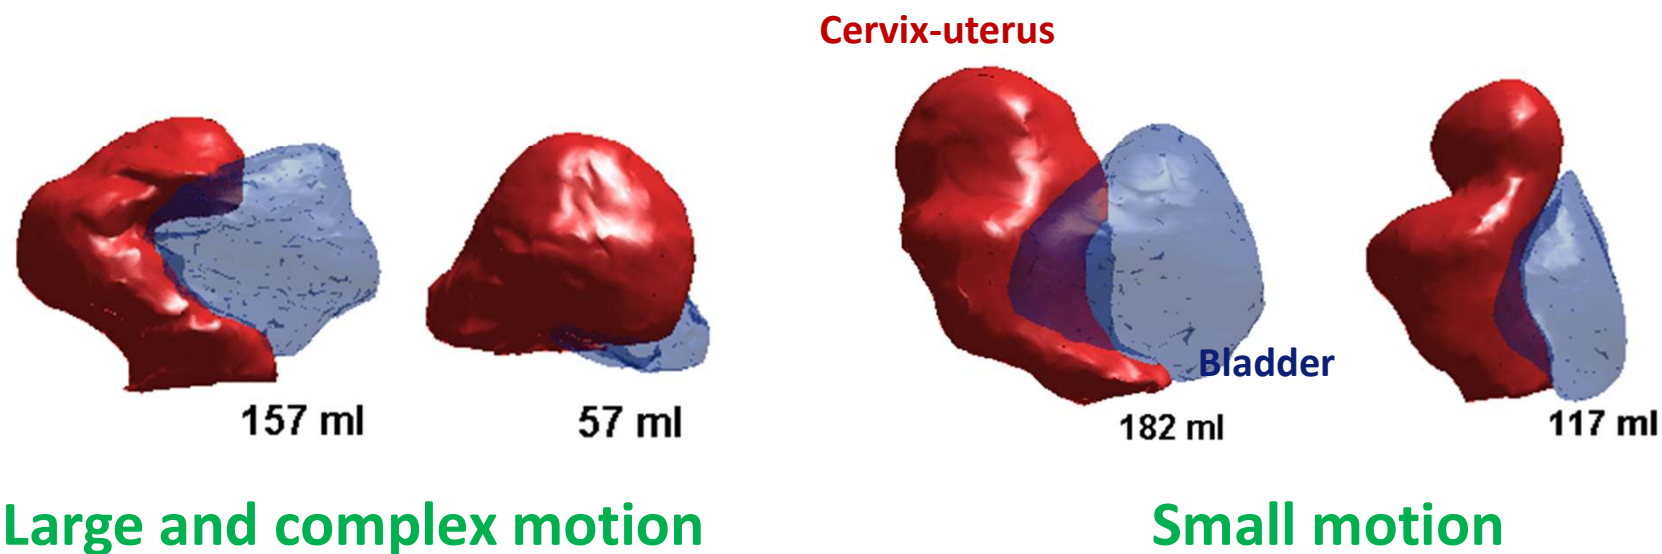 Cervix-uterus
Bladder
157 ml
57 ml
182 ml
117 ml
Large and complex motion
Small motion